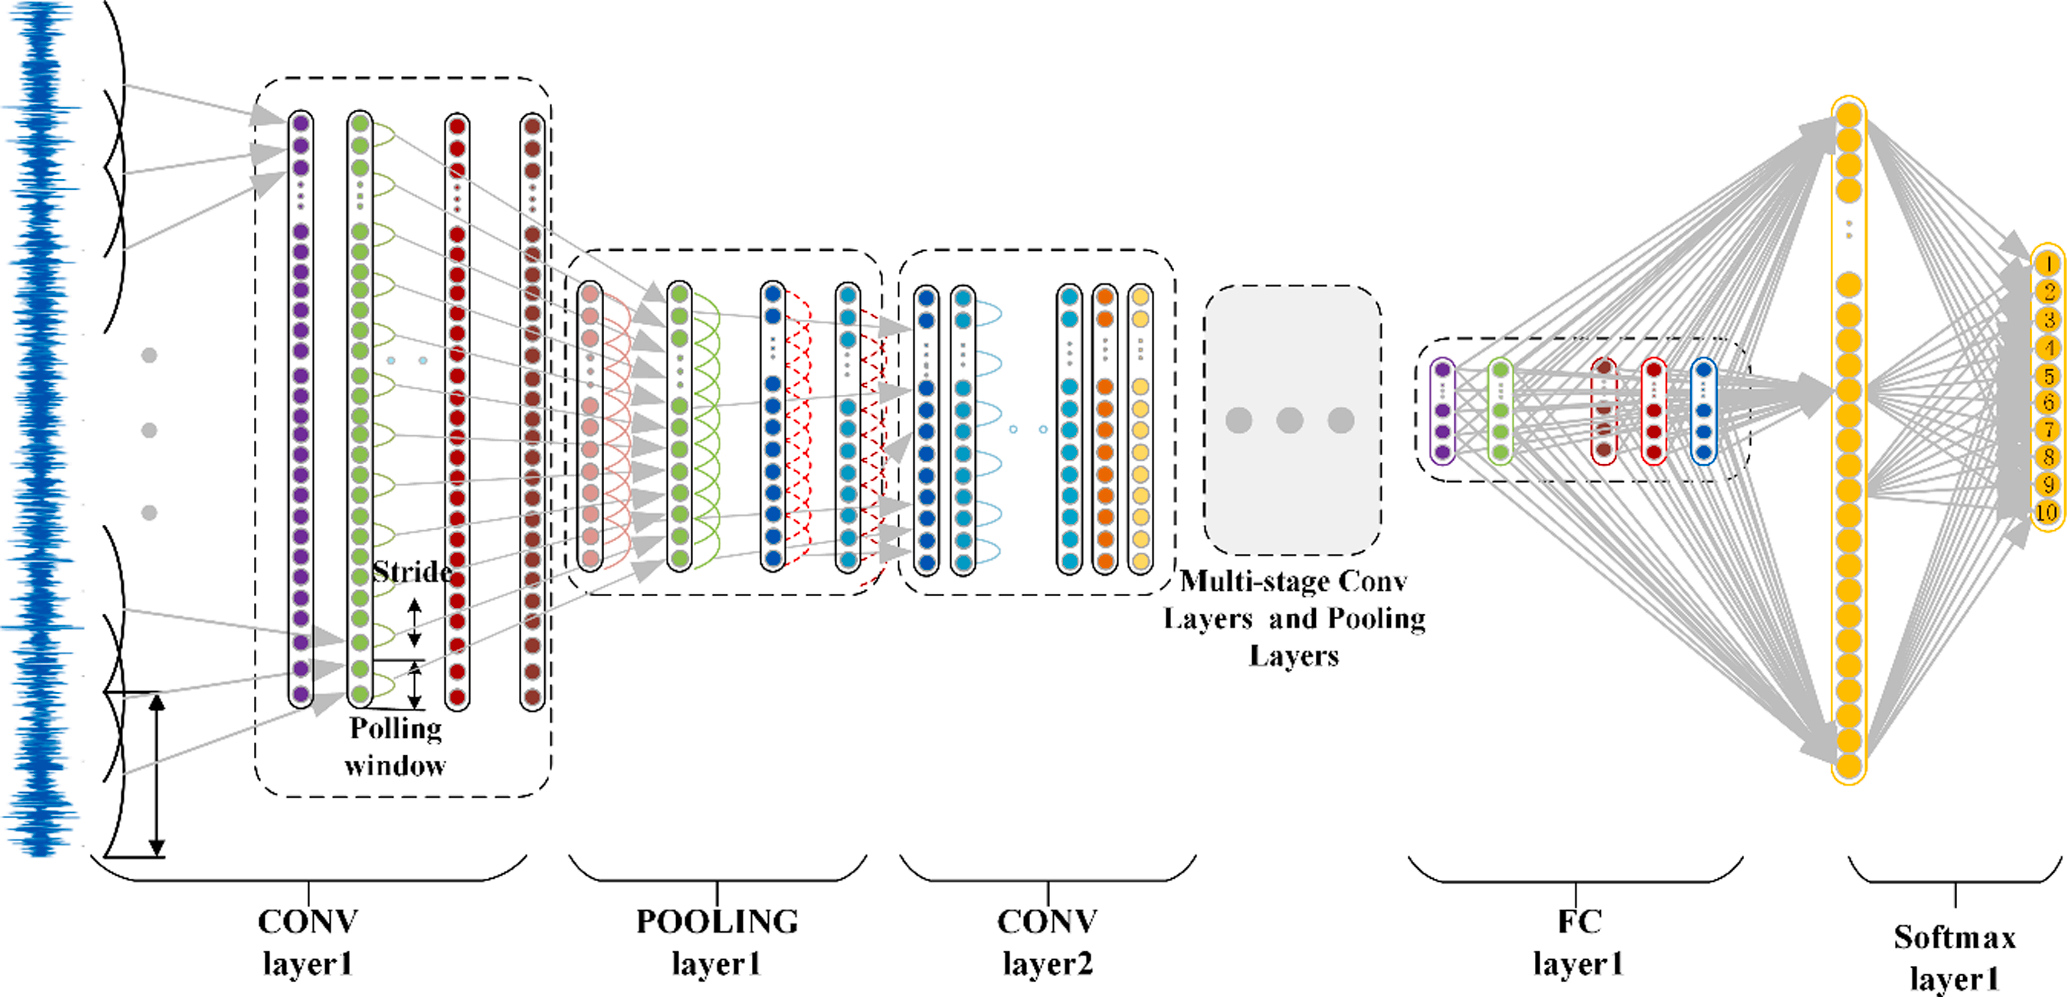 Stride
Polling
window
1
2
3
4
5
6
7
8
9
10
Multi-stage Conv
Layers and Pooling
Layers
CONV
layer1
POOLING
layer1
CONV
layer2
FC
layer1
Softmax
layer1